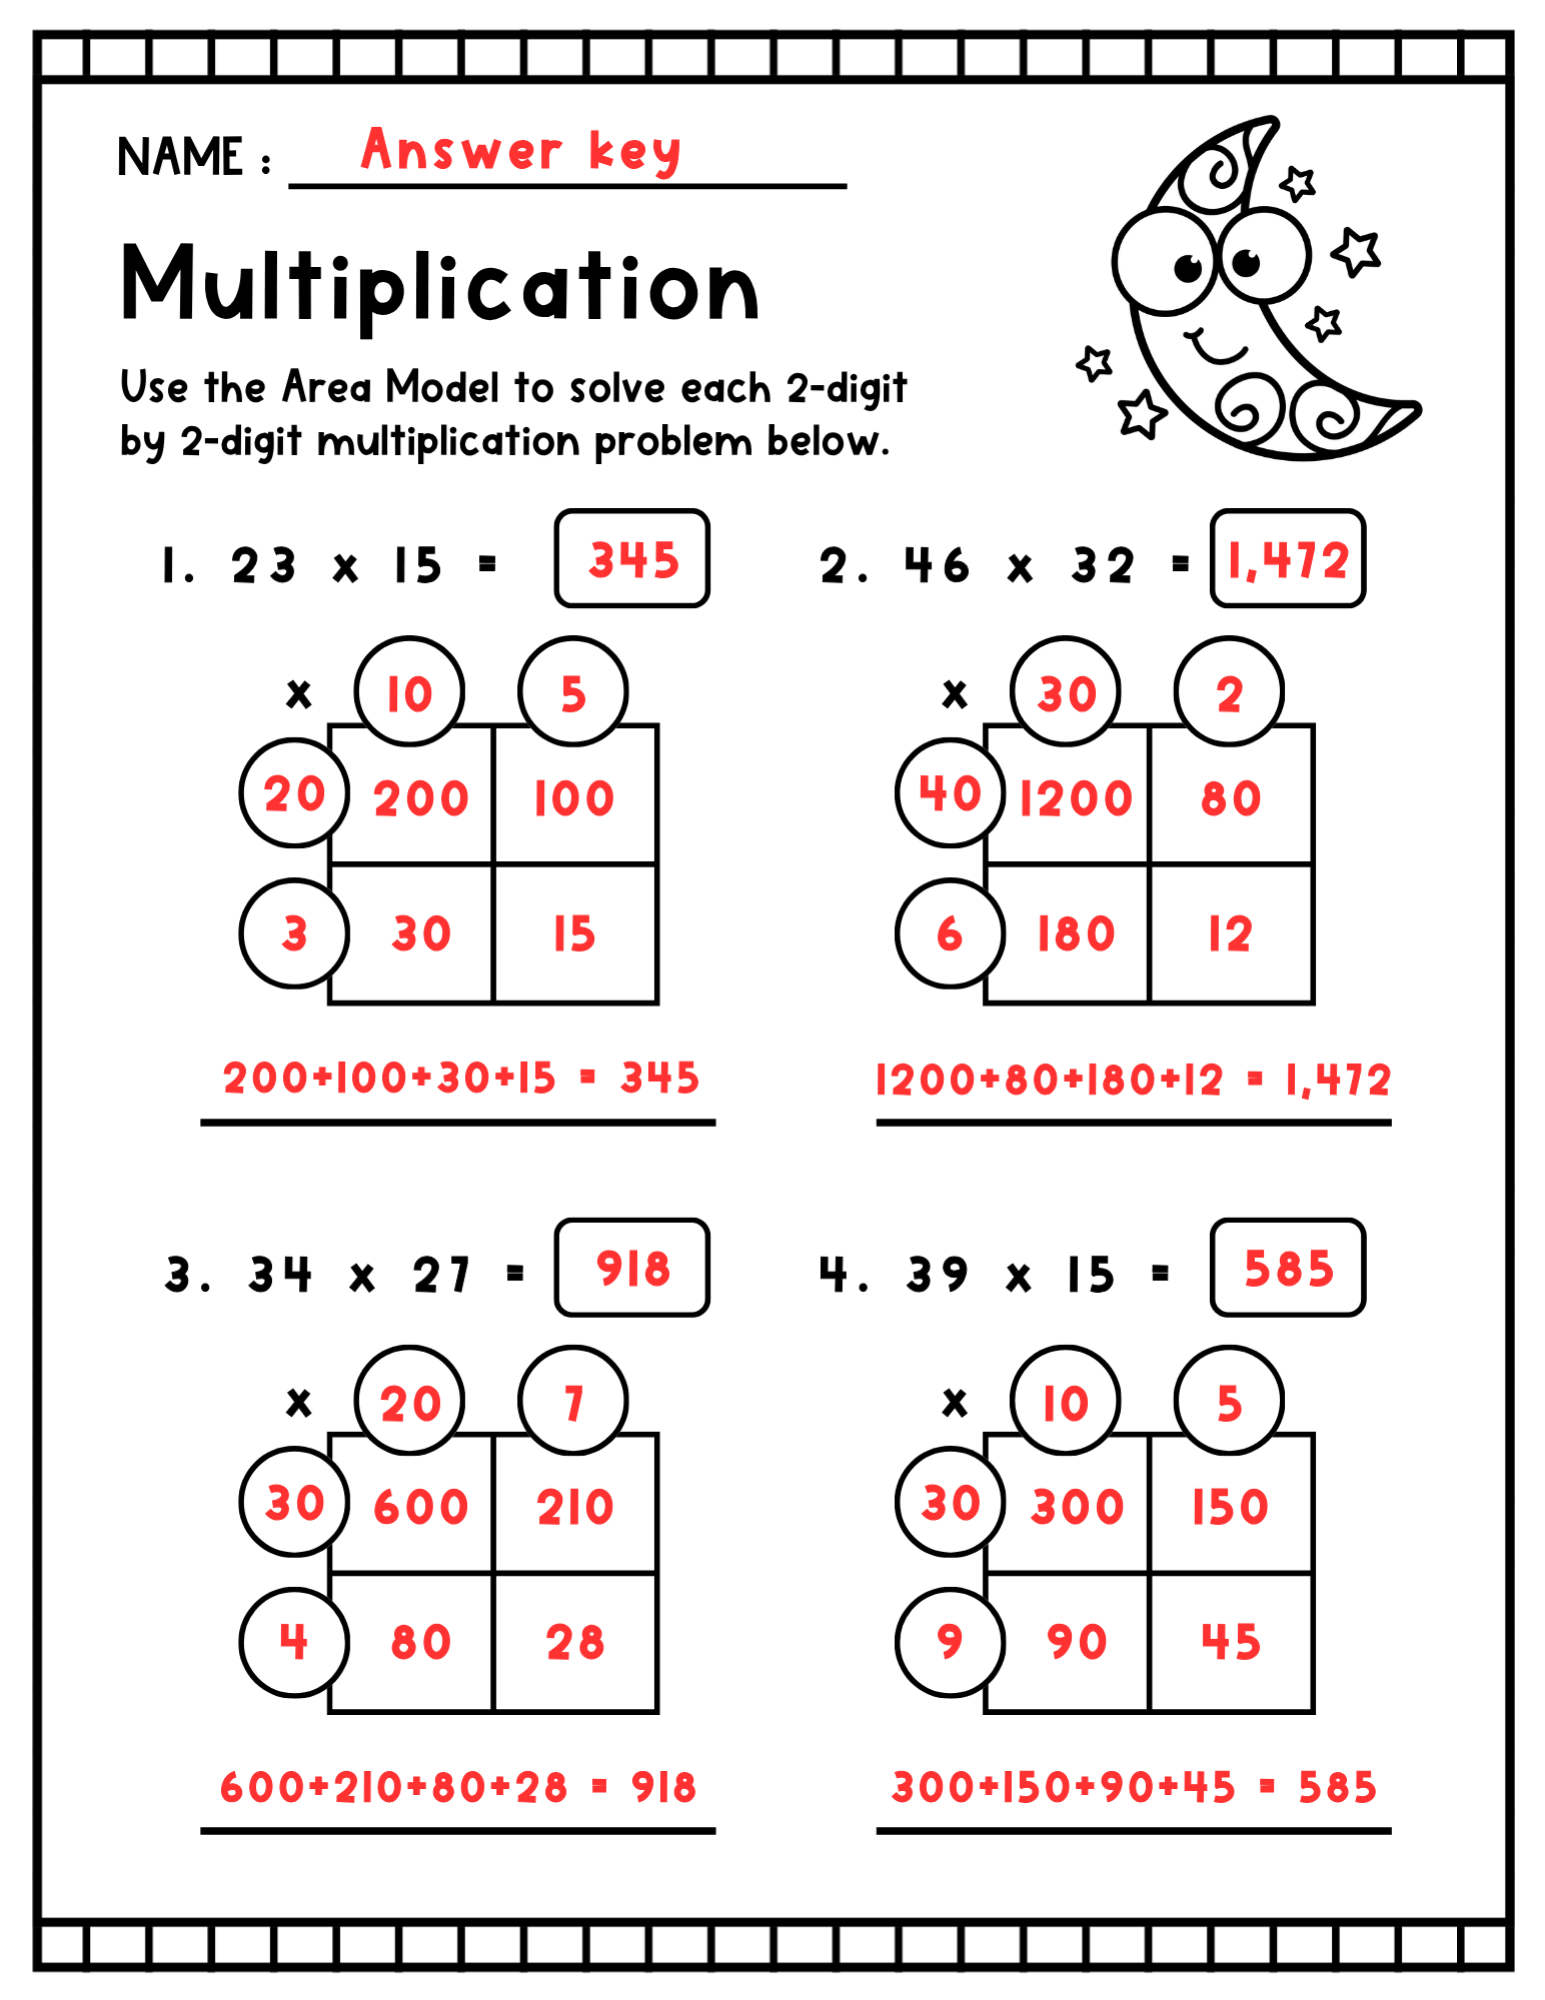 NAME : Answer key
Multiplication
Use the Area Model to solve each 2-digit
by 2-digit multiplication problem below.
1. 23 x 15 = 345
x 10 5
20 200 100
3 30 15
200+100+30+15 = 345
2. 46 x 32 = 1,472
x 30 2
40 1200 80
6 180 12
1200+80+180+12 = 1,472
3. 34 x 27 = 918
x 20 7
30 600 210
4 80 28
600+210+80+28 = 918
4. 39 x 15 = 585
x 10 5
30 300 150
9 90 45
300+150+90+45 = 585